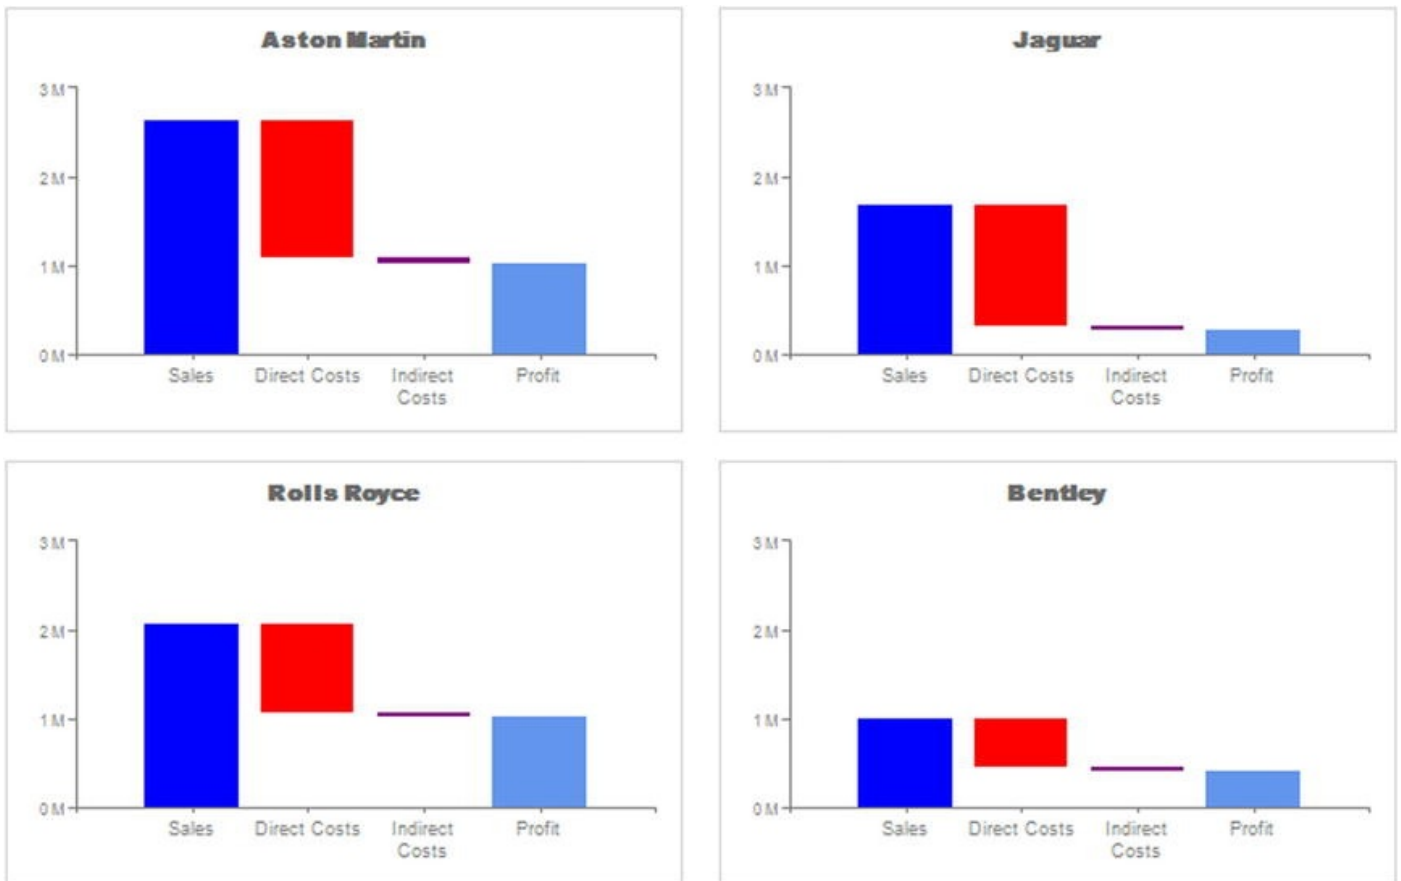 Aston Martin
3 M
2 M
1 M
0 M
Sales Direct Costs Indirect Profit
Costs
Jaguar
3 M
2 M
1 M
0 M
Sales Direct Costs Indirect Profit
Costs
Rolls Royce
3 M
2 M
1 M
0 M
Sales Direct Costs Indirect Profit
Costs
Bentley
3 M
2 M
1 M
0 M
Sales Direct Costs Indirect Profit
Costs